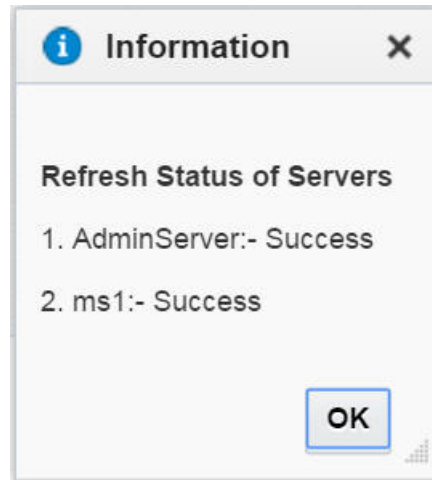 Information
Refresh Status of Servers
1. AdminServer:- Success
2. ms1:- Success
OK